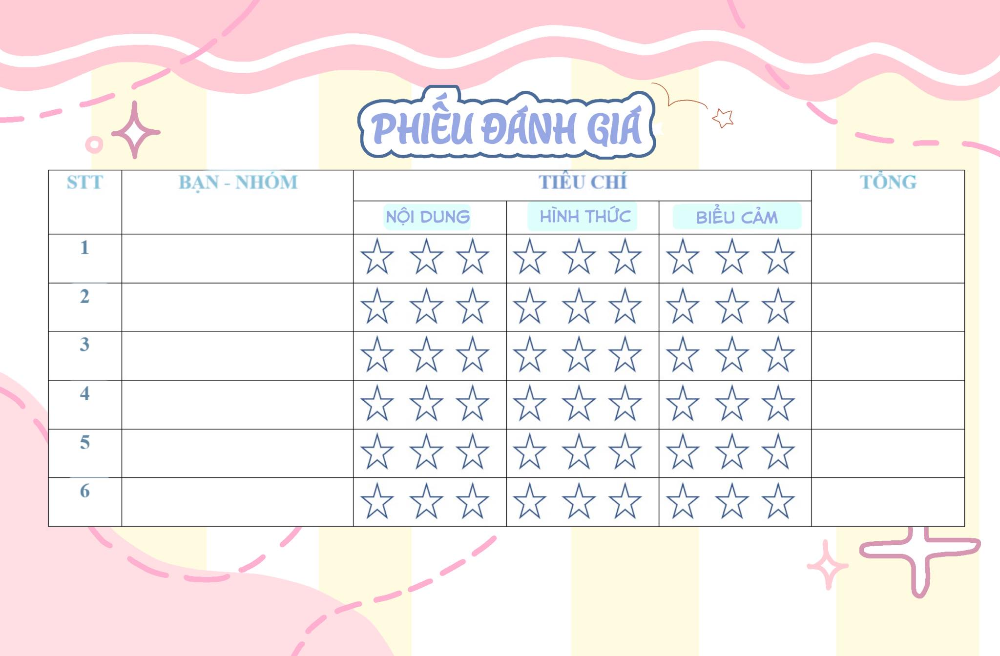 PHIẾU ĐÁNH GIÁ
STT BẠN - NHÓM TIÊU CHÍ TỔNG
NỘI DUNG HÌNH THỨC BIỂU CẢM
1
2
3
4
5
6